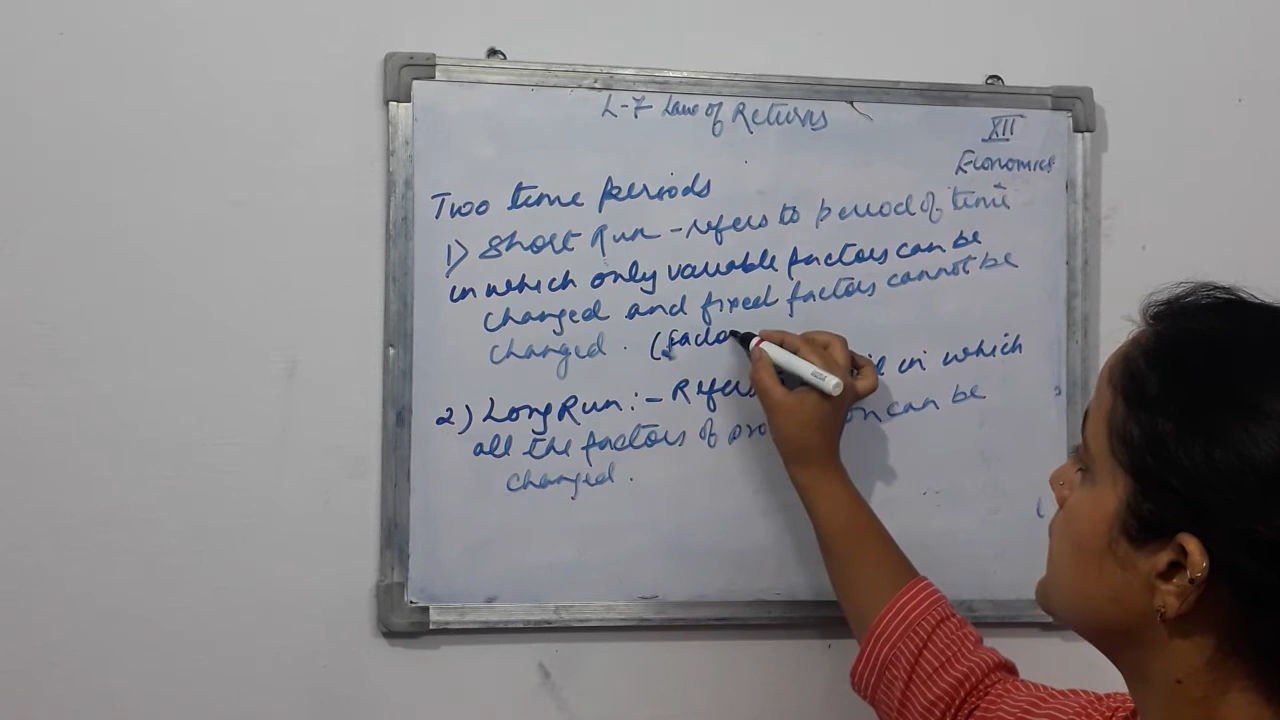 L-7 Law of Returns
XII
Economics
Two time periods
1) Short Run - refers to period of time
in which only variable factors can be
changed and fixed factors cannot be
changed. (facto
2) Long Run :- Refers in which
all the factors of can be
changed.